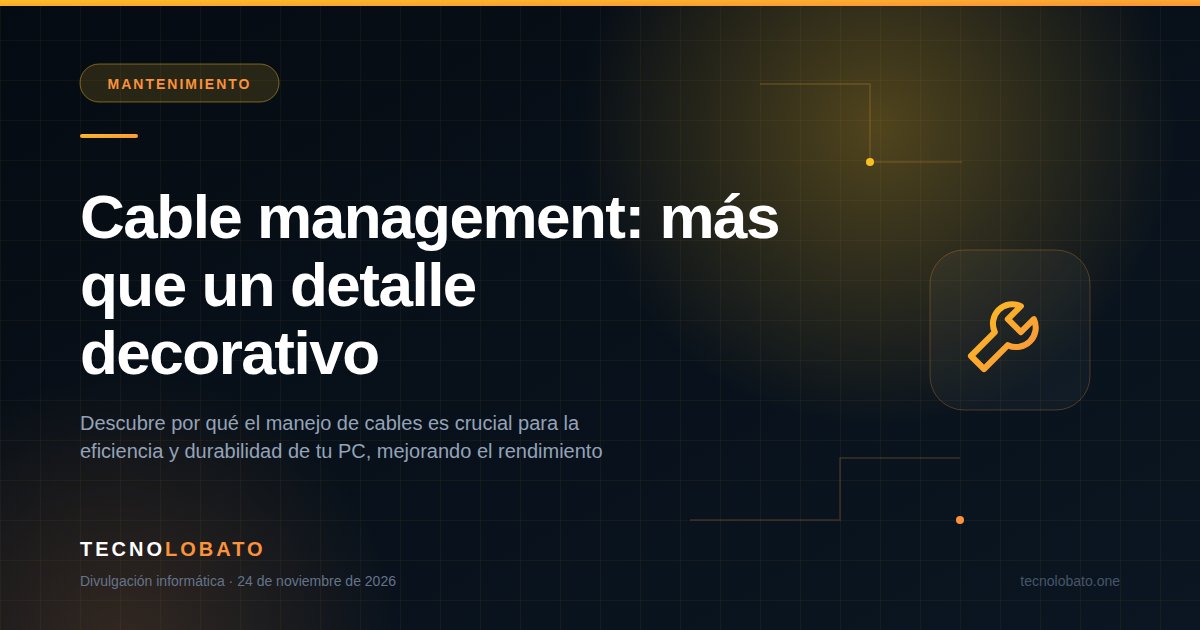 MANTENIMIENTO
Cable management: más
que un detalle
decorativo
Descubre por qué el manejo de cables es crucial para la
eficiencia y durabilidad de tu PC, mejorando el rendimiento
TECNOLOBATO
Divulgación informática · 24 de noviembre de 2026
tecnolobato.one